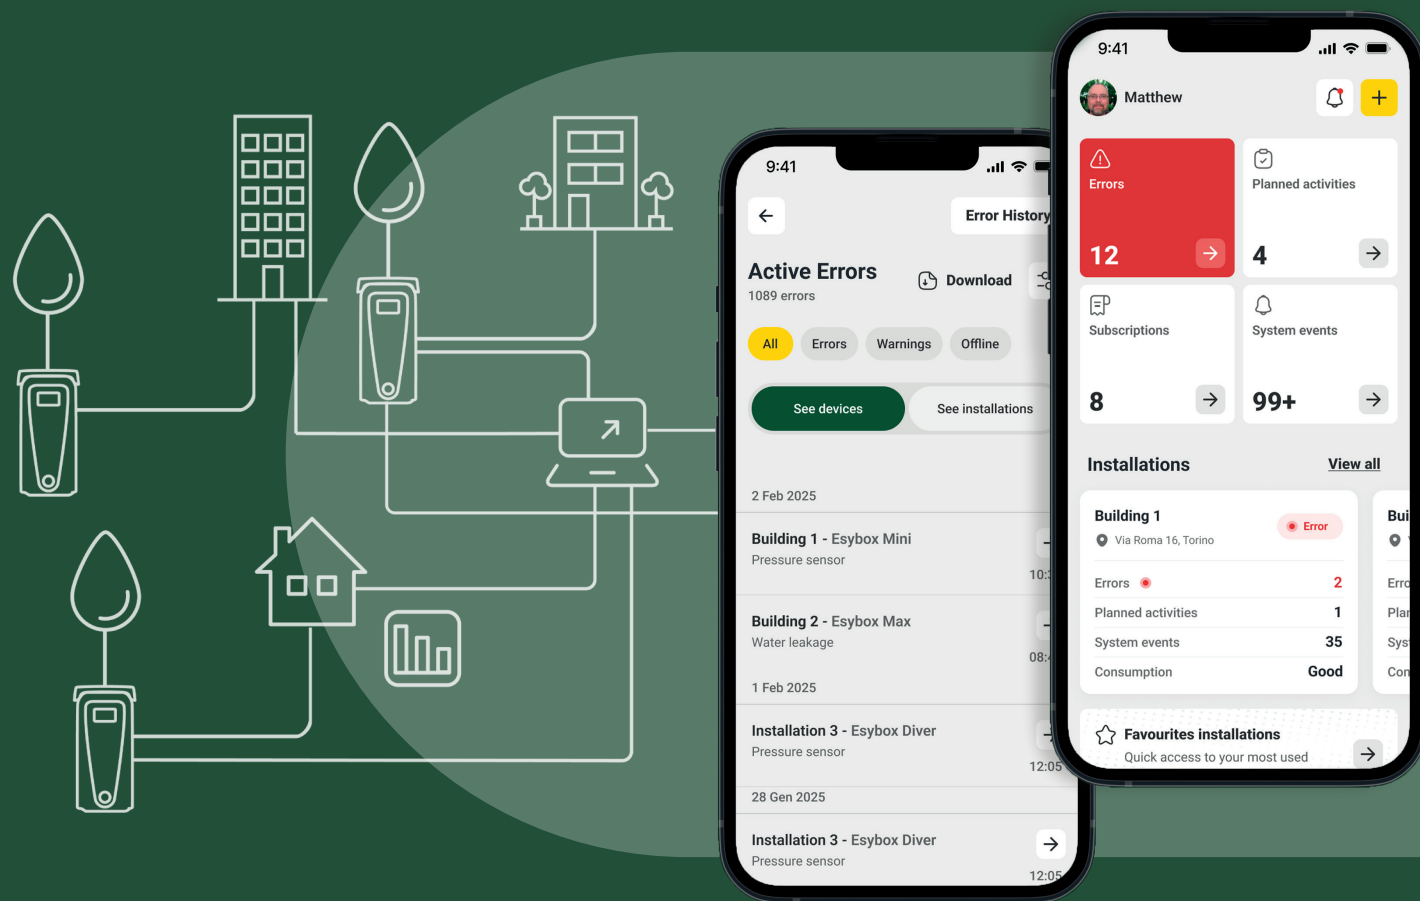 9:41
Error History
Active Errors
1089 errors
Download
All
Errors
Warnings
Offline
See devices
See installations
2 Feb 2025
Building 1 - Esybox Mini
Pressure sensor
Building 2 - Esybox Max
Water leakage
1 Feb 2025
Installation 3 - Esybox Diver
Pressure sensor
12:05
28 Gen 2025
Installation 3 - Esybox Diver
Pressure sensor
12:05
9:41
Matthew
Errors
12
Planned activities
4
Subscriptions
8
System events
99+
Installations
View all
Building 1
Via Roma 16, Torino
Error
Errors
2
Planned activities
1
System events
35
Consumption
Good
Favourites installations
Quick access to your most used